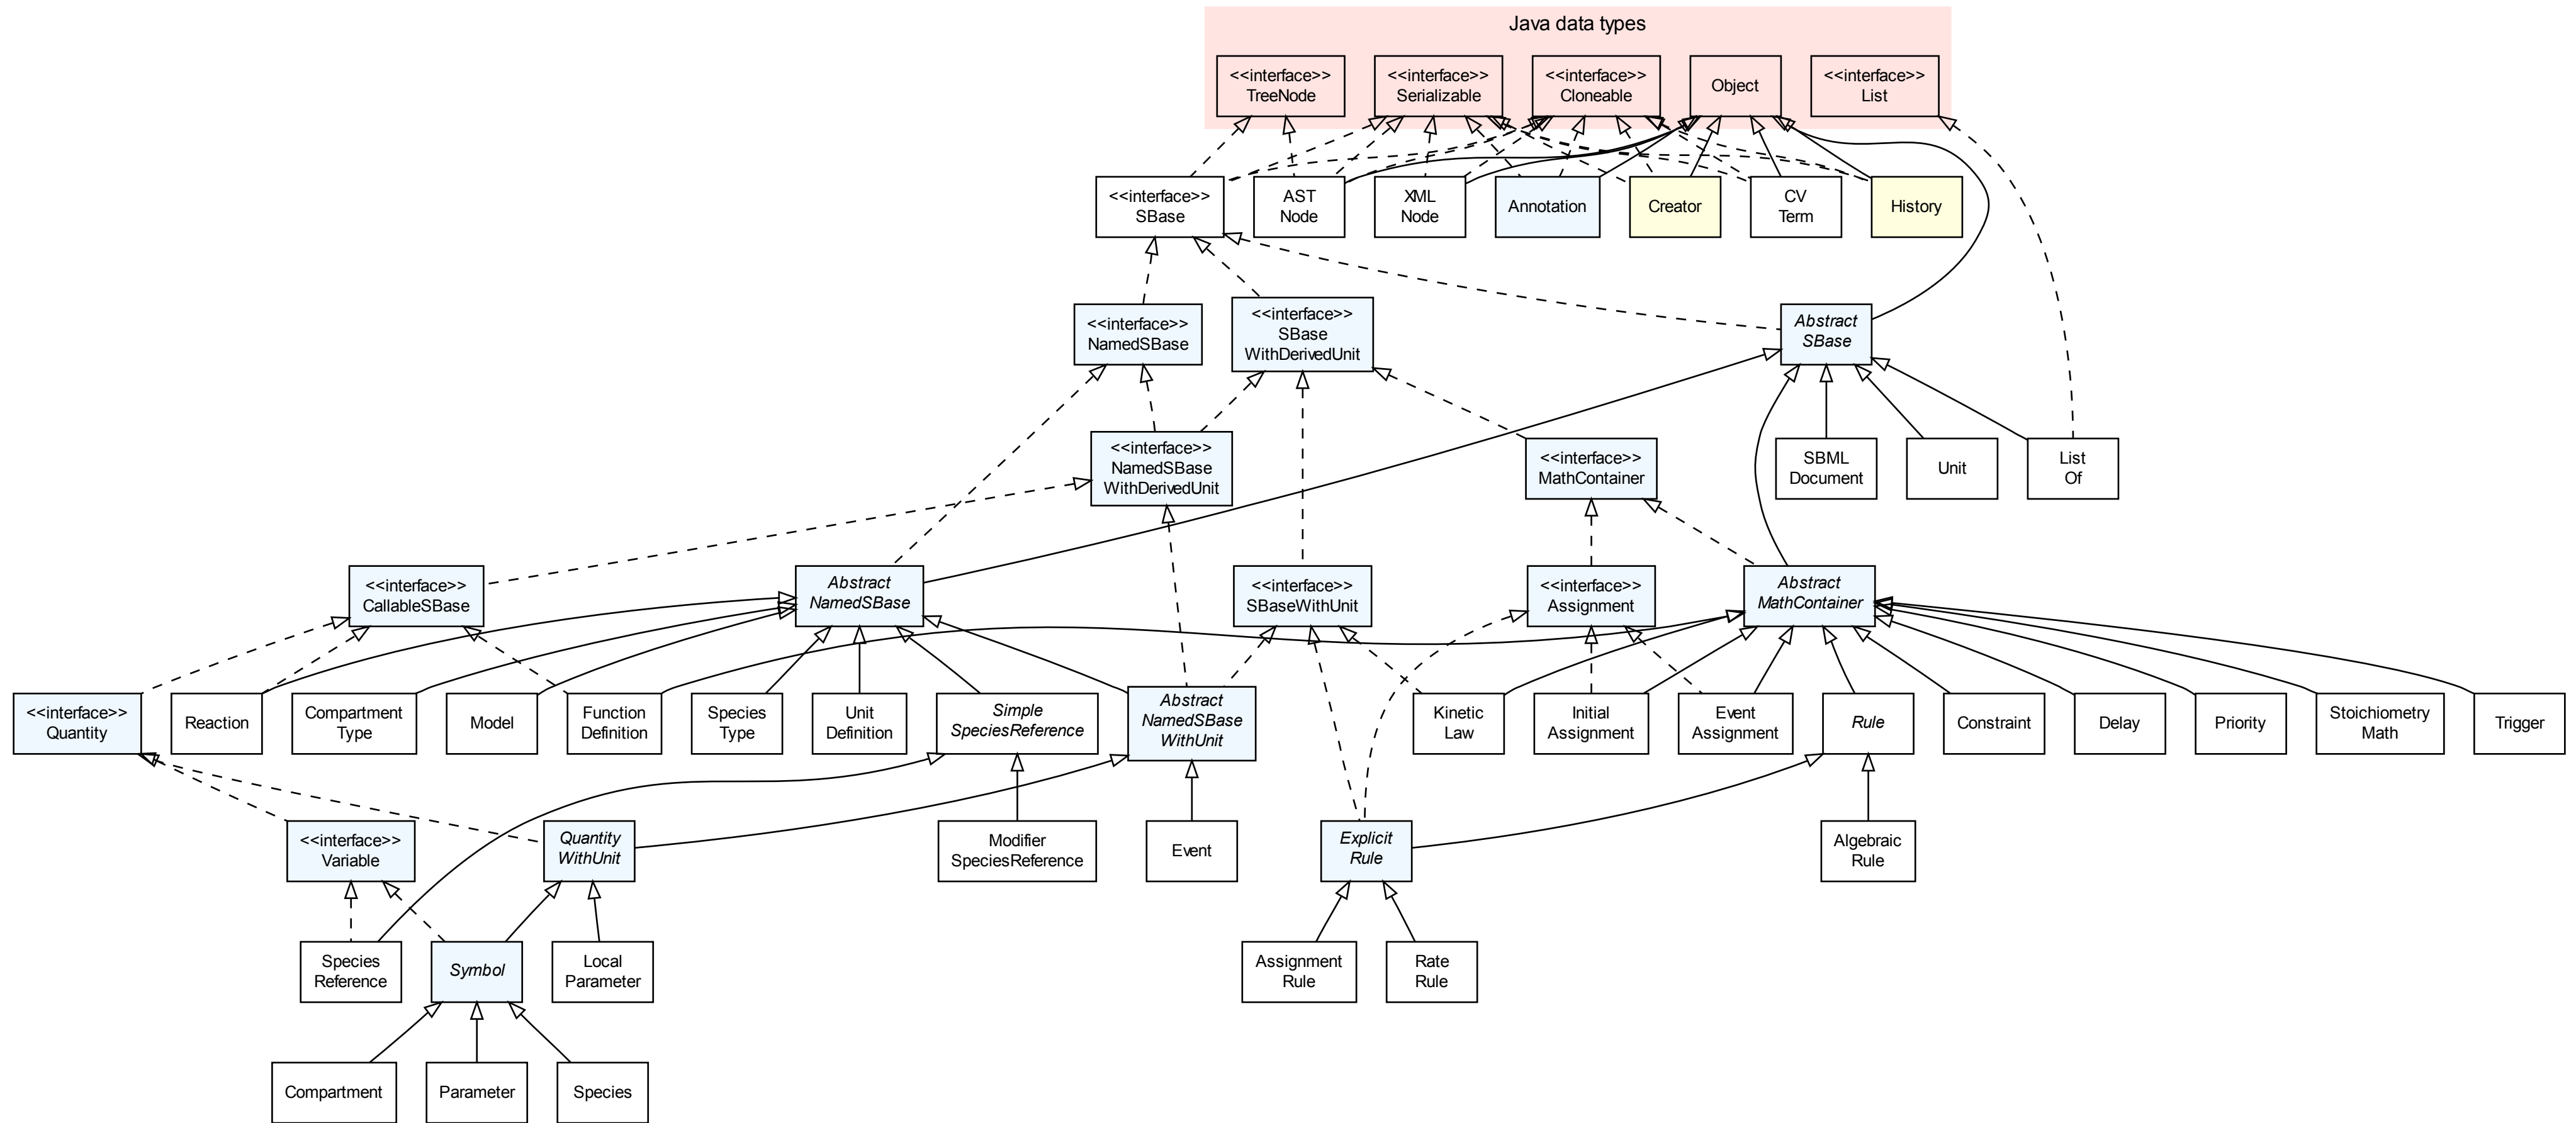 Java data types
<<interface>>
TreeNode
<<interface>>
Serializable
<<interface>>
Cloneable
Object
<<interface>>
List
<<interface>>
SBase
AST
Node
XML
Node
Annotation
Creator
CV
Term
History
<<interface>>
NamedSBase
<<interface>>
SBase
WithDerivedUnit
Abstract
SBase
<<interface>>
NamedSBase
WithDerivedUnit
<<interface>>
MathContainer
SBML
Document
Unit
List
Of
<<interface>>
CallableSBase
Abstract
NamedSBase
<<interface>>
SBaseWithUnit
<<interface>>
Assignment
Abstract
MathContainer
<<interface>>
Quantity
Reaction
Compartment
Type
Model
Function
Definition
Species
Type
Unit
Definition
Simple
SpeciesReference
Abstract
NamedSBase
WithUnit
Kinetic
Law
Initial
Assignment
Event
Assignment
Rule
Constraint
Delay
Priority
Stoichiometry
Math
Trigger
<<interface>>
Variable
Quantity
WithUnit
Modifier
SpeciesReference
Event
Explicit
Rule
Algebraic
Rule
Species
Reference
Symbol
Local
Parameter
Assignment
Rule
Rate
Rule
Compartment
Parameter
Species